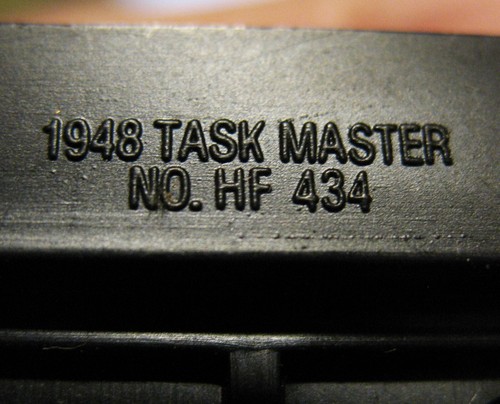 1948 TASK MASTER
NO. HF 434